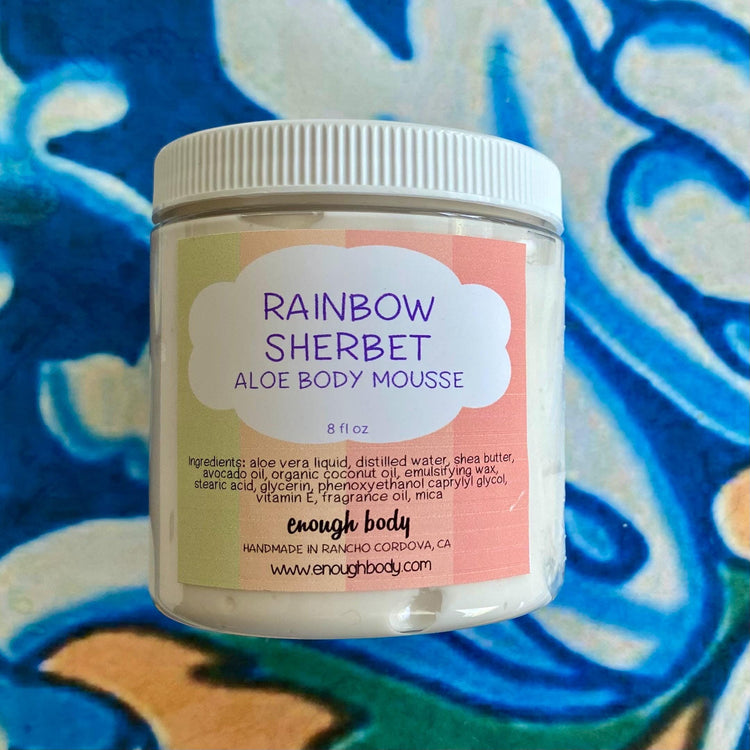 RAINBOW
SHERBET
ALOE BODY MOUSSE
8 fl oz
Ingredients: aloe vera liquid, distilled water, shea butter,
avocado oil, organic coconut oil, emulsifying wax,
stearic acid, glycerin, phenoxyethanol caprylyl glycol,
vitamin E, fragrance oil, mica
enough body
HANDMADE IN RANCHO CORDOVA, CA
www.enoughbody.com